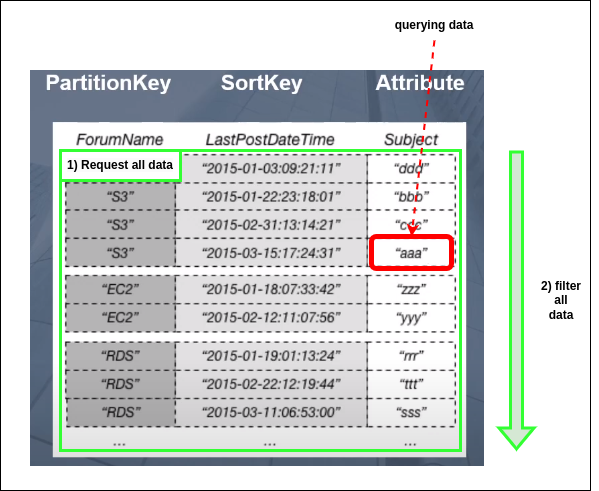 querying data
PartitionKey SortKey Attribute
ForumName LastPostDateTime Subject
1) Request all data “2015-01-03:09:21:11” “ddd”
“S3” “2015-01-22:23:18:01” “bbb”
“S3” “2015-02-31:13:14:21” “ccc”
“S3” “2015-03-15:17:24:31” “aaa”
“EC2” “2015-01-18:07:33:42” “zzz”
“EC2” “2015-02-12:11:07:56” “yyy”
“RDS” “2015-01-19:01:13:24” “rrr”
“RDS” “2015-02-22:12:19:44” “ttt”
“RDS” “2015-03-11:06:53:00” “sss”
... ... ...
2) filter
all
data